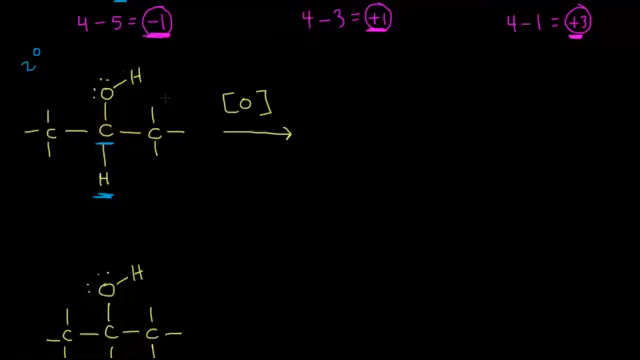 4 - 5 = -1
4 - 3 = +1
4 - 1 = +3
2°
:Ö H
C C C
[O]
H
:Ö H
C C C